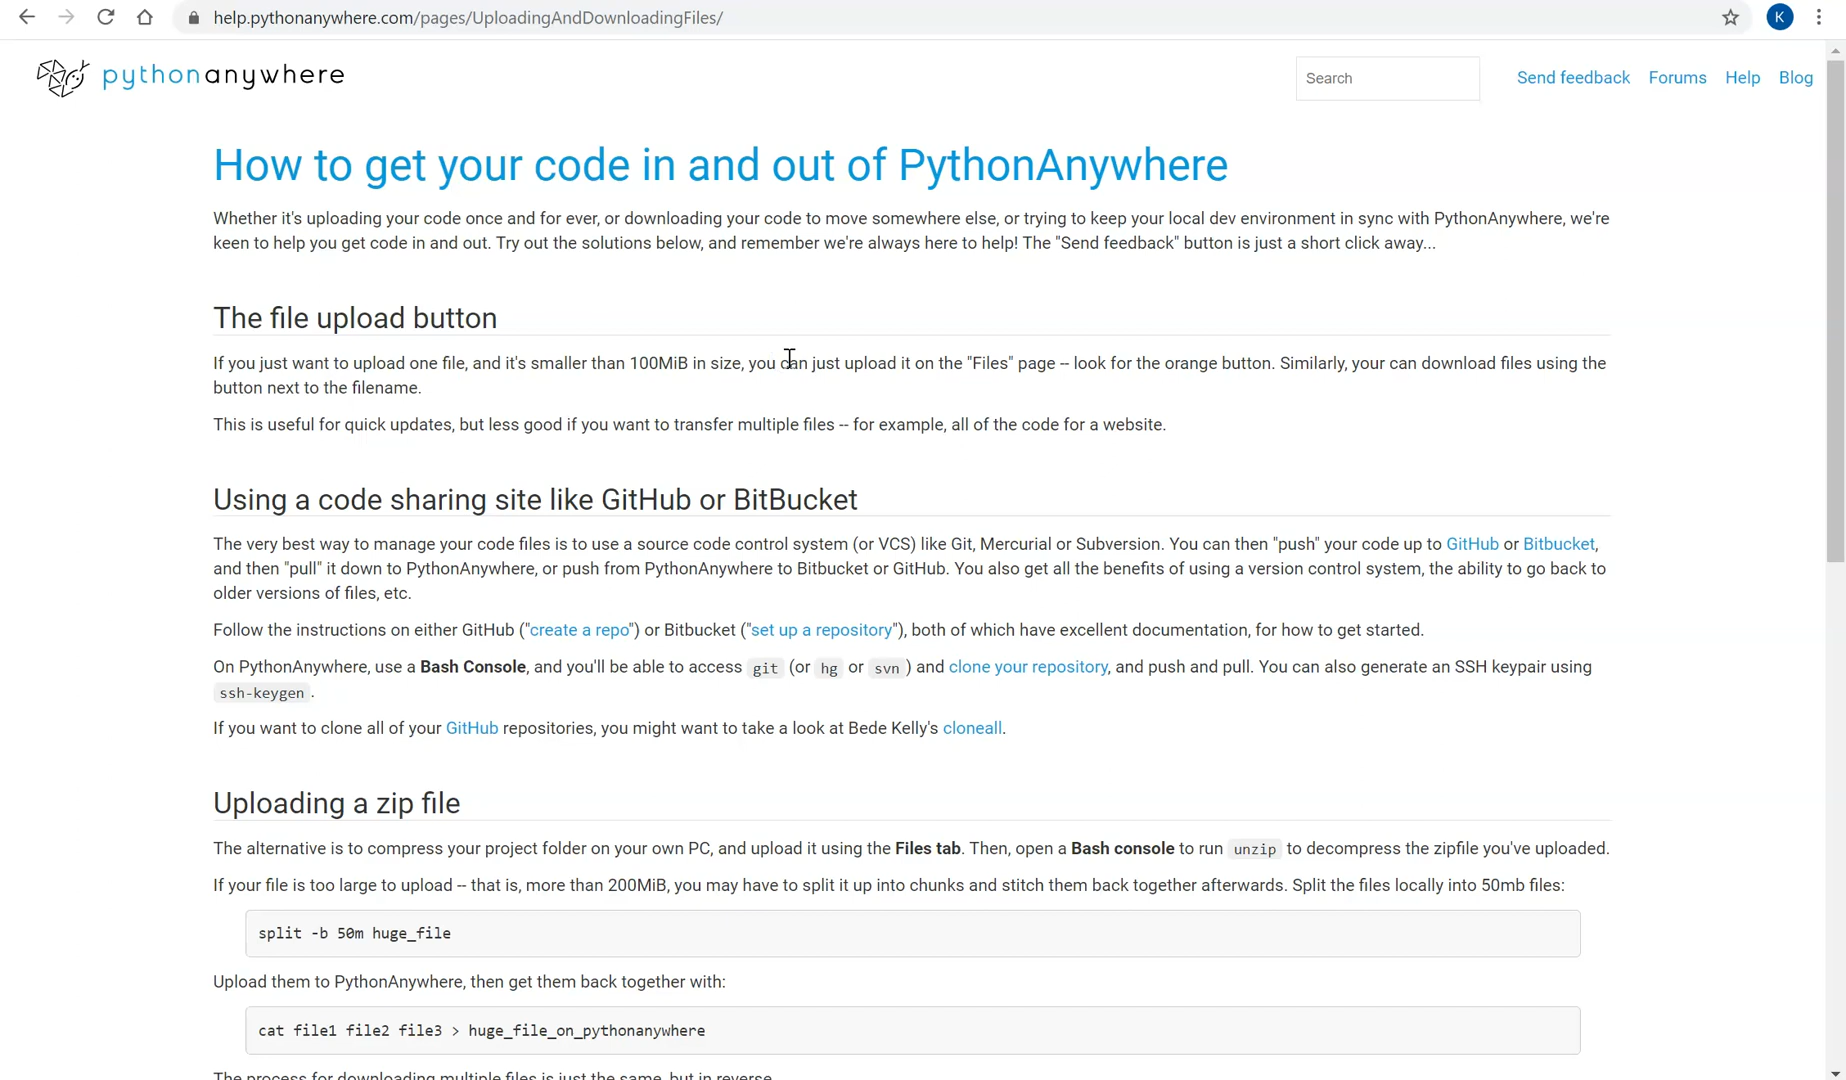 help.pythonanywhere.com/pages/UploadingAndDownloadingFiles/
K
pythonanywhere
Search
Send feedback Forums Help Blog
How to get your code in and out of PythonAnywhere
Whether it's uploading your code once and for ever, or downloading your code to move somewhere else, or trying to keep your local dev environment in sync with PythonAnywhere, we're
keen to help you get code in and out. Try out the solutions below, and remember we're always here to help! The "Send feedback" button is just a short click away...
The file upload button
If you just want to upload one file, and it's smaller than 100MiB in size, you can just upload it on the "Files" page -- look for the orange button. Similarly, your can download files using the
button next to the filename.
This is useful for quick updates, but less good if you want to transfer multiple files -- for example, all of the code for a website.
Using a code sharing site like GitHub or BitBucket
The very best way to manage your code files is to use a source code control system (or VCS) like Git, Mercurial or Subversion. You can then "push" your code up to GitHub or Bitbucket,
and then "pull" it down to PythonAnywhere, or push from PythonAnywhere to Bitbucket or GitHub. You also get all the benefits of using a version control system, the ability to go back to
older versions of files, etc.
Follow the instructions on either GitHub ("create a repo") or Bitbucket ("set up a repository"), both of which have excellent documentation, for how to get started.
On PythonAnywhere, use a Bash Console, and you'll be able to access git (or hg or svn ) and clone your repository, and push and pull. You can also generate an SSH keypair using
ssh-keygen .
If you want to clone all of your GitHub repositories, you might want to take a look at Bede Kelly's cloneall.
Uploading a zip file
The alternative is to compress your project folder on your own PC, and upload it using the Files tab. Then, open a Bash console to run unzip to decompress the zipfile you've uploaded.
If your file is too large to upload -- that is, more than 200MiB, you may have to split it up into chunks and stitch them back together afterwards. Split the files locally into 50mb files:
split -b 50m huge_file
Upload them to PythonAnywhere, then get them back together with:
cat file1 file2 file3 > huge_file_on_pythonanywhere
The process for downloading multiple files is just the same, but in reverse